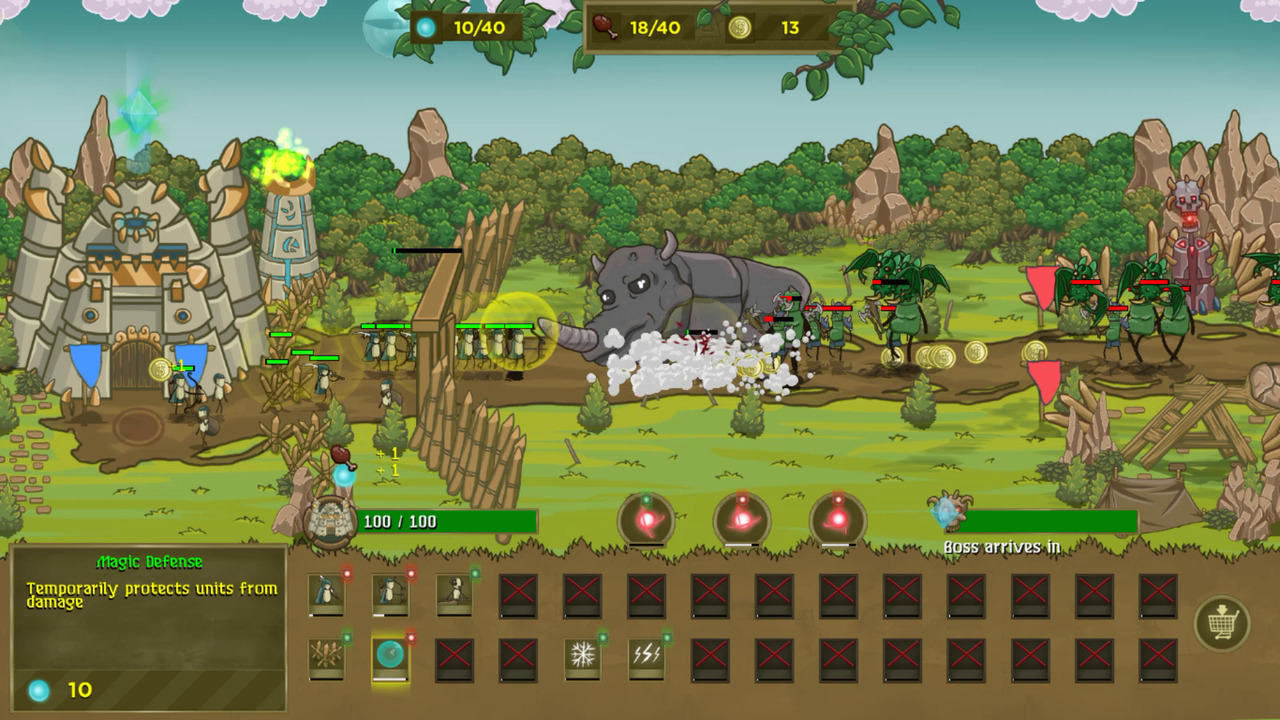 10/40
18/40
13
1
+ 1
+ 1
100 / 100
Boss arrives in
Magic Defense
Temporarily protects units from
damage
10